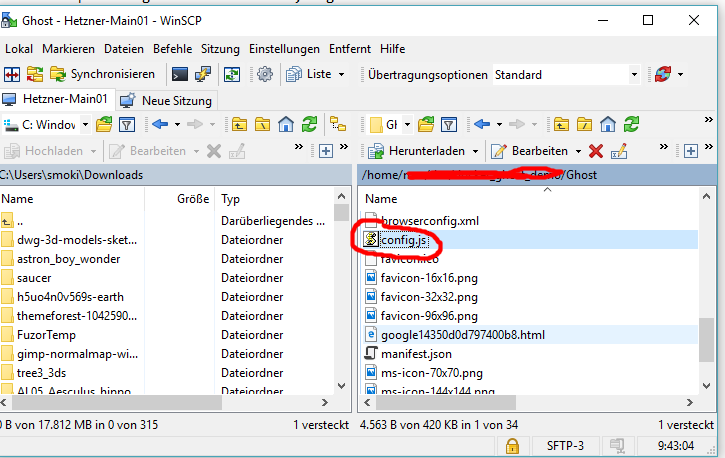 Ghost - Hetzner-Main01 - WinSCP
Lokal Markieren Dateien Befehle Sitzung Einstellungen Entfernt Hilfe
Synchronisieren Liste Übertragungsoptionen Standard
Hetzner-Main01 Neue Sitzung
C: Window
Hochladen Bearbeiten Herunterladen Bearbeiten
C:\Users\smoki\Downloads /home/ /Ghost
Name Größe Typ Name
.. Darüberliegendes ... browserconfig.xml
dwg-3d-models-sket... Dateiordner config.js
astron_boy_wonder Dateiordner favicon.ico
saucer Dateiordner favicon-16x16.png
h5uo4n0v569s-earth Dateiordner favicon-32x32.png
themeforest-1042590... Dateiordner favicon-96x96.png
FuzorTemp Dateiordner google14350d0d797400b8.html
gimp-normalmap-wi... Dateiordner manifest.json
tree3_3ds Dateiordner ms-icon-70x70.png
AL05_Aesculus_hippo Dateiordner ms-icon-144x144.png
0 B von 17.812 MB in 0 von 315 1 versteckt 4.563 B von 420 KB in 1 von 34 1 versteckt
SFTP-3 9:43:04